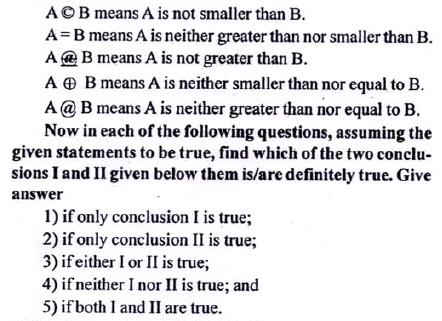 A © B means A is not smaller than B.
A = B means A is neither greater than nor smaller than B.
A @ B means A is not greater than B.
A ⊕ B means A is neither smaller than nor equal to B.
A @ B means A is neither greater than nor equal to B.
Now in each of the following questions, assuming the
given statements to be true, find which of the two conclu-
sions I and II given below them is/are definitely true. Give
answer
1) if only conclusion I is true;
2) if only conclusion II is true;
3) if either I or II is true;
4) if neither I nor II is true; and
5) if both I and II are true.